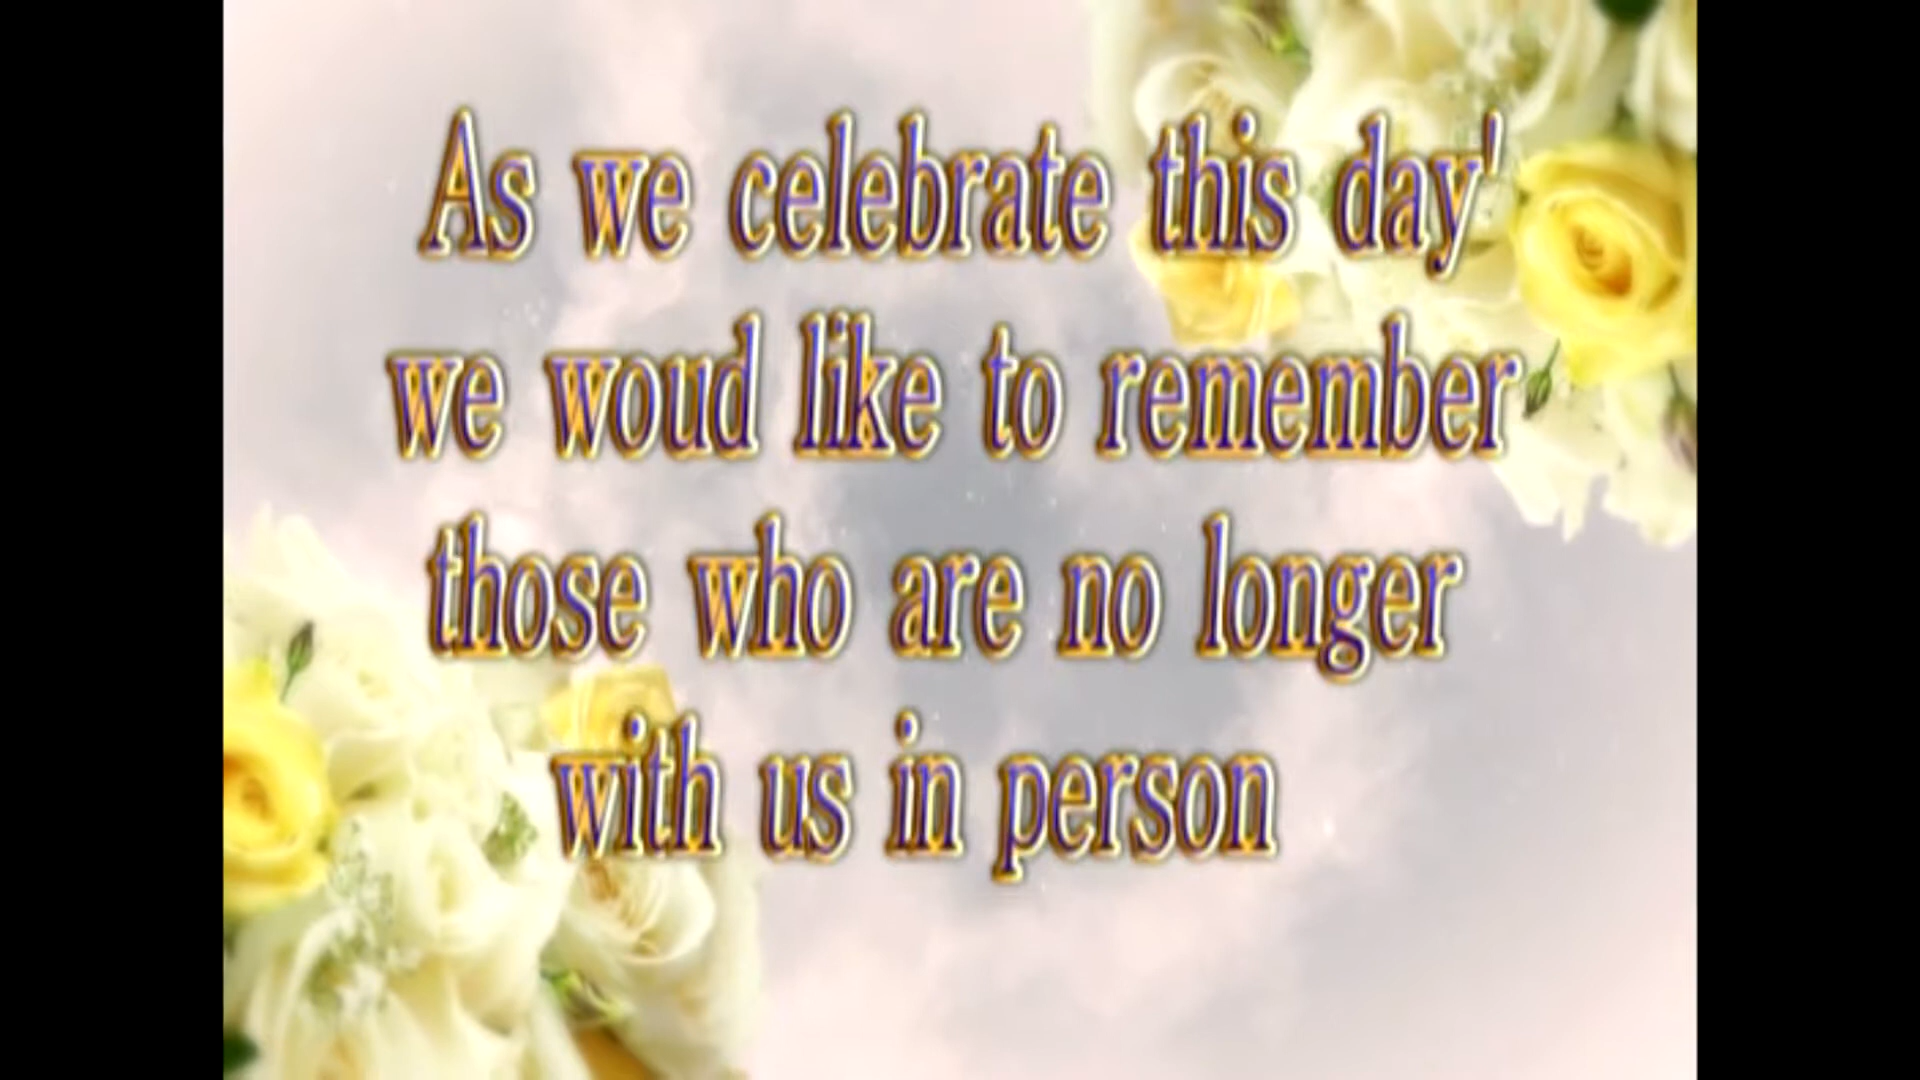 As we celebrate this day'
we woud like to remember
those who are no longer
with us in person